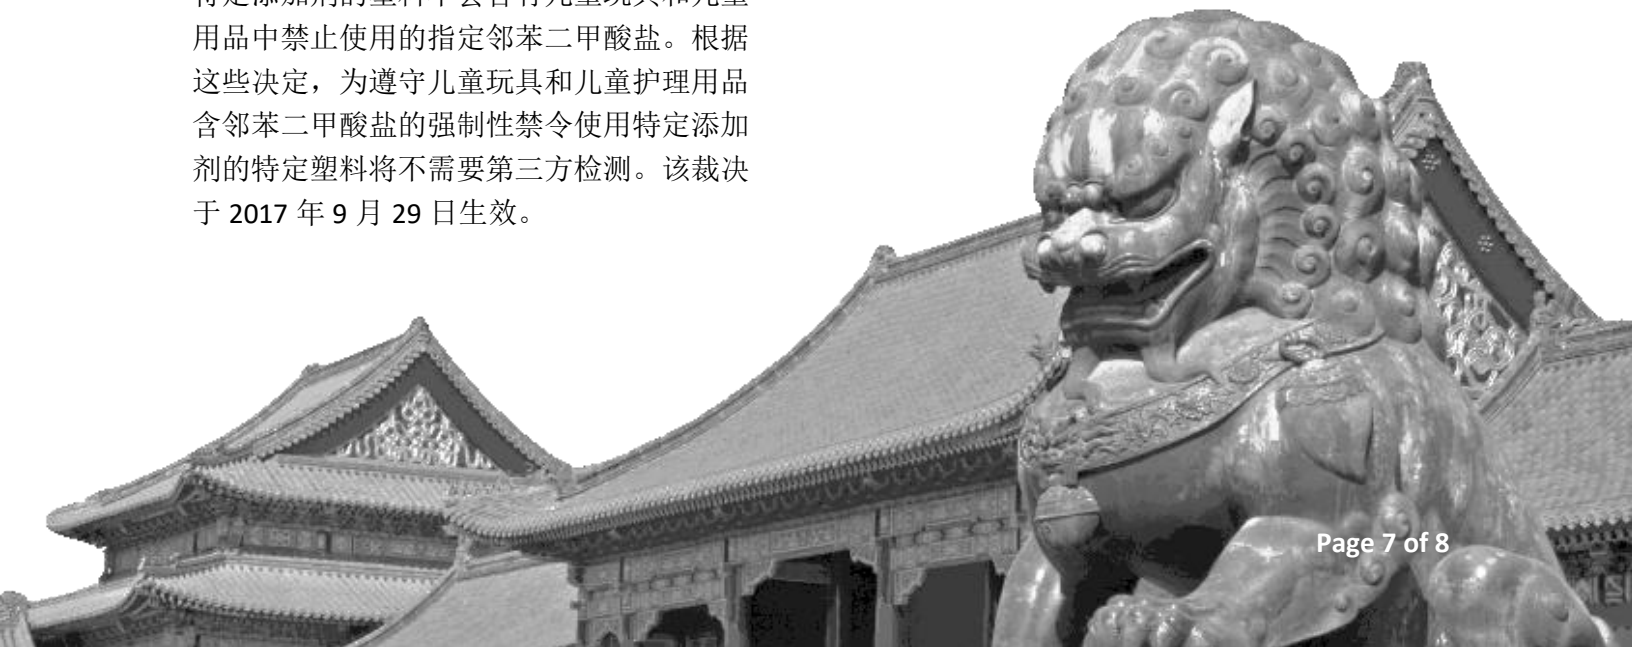 用品中禁止使用的指定邻苯二甲酸盐。根据
这些决定，为遵守儿童玩具和儿童护理用品
含邻苯二甲酸盐的强制性禁令使用特定添加
剂的特定塑料将不需要第三方检测。该裁决
于 2017 年 9 月 29 日生效。
Page 7 of 8